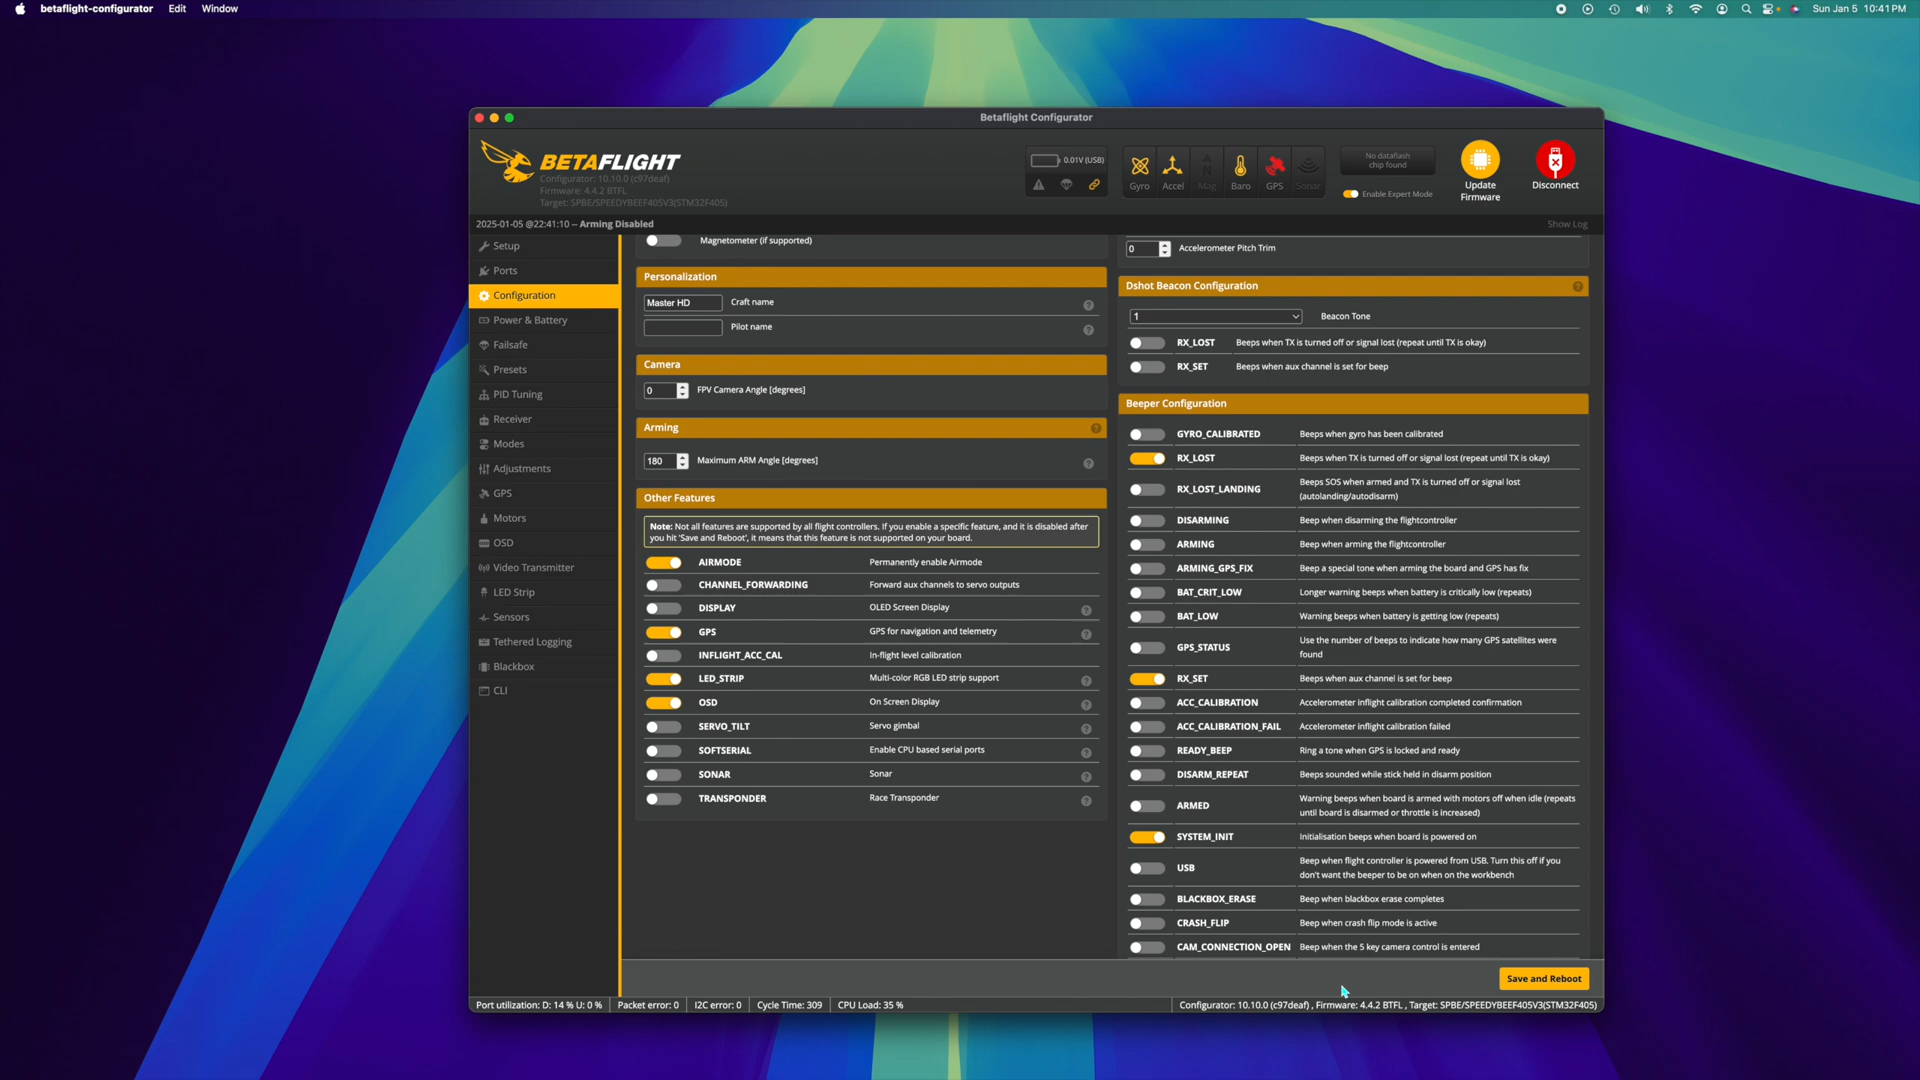 betaflight-configurator Edit Window
Sun Jan 5 10:41 PM
Betaflight Configurator
BETAFLIGHT
Configurator: 10.10.0 (c97deaf)
Firmware: 4.4.2 BTFL
Target: SPBE/SPEEDYBEEF405V3(STM32F405)
0.01V (USB)
Gyro
Accel
Mag
Baro
GPS
Sonar
No dataflash
chip found
Enable Expert Mode
Update
Firmware
Disconnect
2025-01-05 @22:41:10 -- Arming Disabled
Show Log
Setup
Ports
Configuration
Power & Battery
Failsafe
Presets
PID Tuning
Receiver
Modes
Adjustments
GPS
Motors
OSD
Video Transmitter
LED Strip
Sensors
Tethered Logging
Blackbox
CLI
Magnetometer (if supported)
Personalization
Master HD Craft name ?
Pilot name ?
Camera
0 FPV Camera Angle [degrees]
Arming ?
180 Maximum ARM Angle [degrees] ?
Other Features
Note: Not all features are supported by all flight controllers. If you enable a specific feature, and it is disabled after
you hit 'Save and Reboot', it means that this feature is not supported on your board.
AIRMODE Permanently enable Airmode
CHANNEL_FORWARDING Forward aux channels to servo outputs
DISPLAY OLED Screen Display ?
GPS GPS for navigation and telemetry ?
INFLIGHT_ACC_CAL In-flight level calibration
LED_STRIP Multi-color RGB LED strip support ?
OSD On Screen Display ?
SERVO_TILT Servo gimbal ?
SOFTSERIAL Enable CPU based serial ports ?
SONAR Sonar ?
TRANSPONDER Race Transponder ?
0 Accelerometer Pitch Trim
Dshot Beacon Configuration ?
1 Beacon Tone
RX_LOST Beeps when TX is turned off or signal lost (repeat until TX is okay)
RX_SET Beeps when aux channel is set for beep
Beeper Configuration
GYRO_CALIBRATED Beeps when gyro has been calibrated
RX_LOST Beeps when TX is turned off or signal lost (repeat until TX is okay)
RX_LOST_LANDING Beeps SOS when armed and TX is turned off or signal lost
(autolanding/autodisarm)
DISARMING Beep when disarming the flightcontroller
ARMING Beep when arming the flightcontroller
ARMING_GPS_FIX Beep a special tone when arming the board and GPS has fix
BAT_CRIT_LOW Longer warning beeps when battery is critically low (repeats)
BAT_LOW Warning beeps when battery is getting low (repeats)
GPS_STATUS Use the number of beeps to indicate how many GPS satellites were
found
RX_SET Beeps when aux channel is set for beep
ACC_CALIBRATION Accelerometer inflight calibration completed confirmation
ACC_CALIBRATION_FAIL Accelerometer inflight calibration failed
READY_BEEP Ring a tone when GPS is locked and ready
DISARM_REPEAT Beeps sounded while stick held in disarm position
ARMED Warning beeps when board is armed with motors off when idle (repeats
until board is disarmed or throttle is increased)
SYSTEM_INIT Initialisation beeps when board is powered on
USB Beep when flight controller is powered from USB. Turn this off if you
don't want the beeper to be on when on the workbench
BLACKBOX_ERASE Beep when blackbox erase completes
CRASH_FLIP Beep when crash flip mode is active
CAM_CONNECTION_OPEN Beep when the 5 key camera control is entered
Save and Reboot
Port utilization: D: 14 % U: 0 % Packet error: 0 I2C error: 0 Cycle Time: 309 CPU Load: 35 %
Configurator: 10.10.0 (c97deaf) , Firmware: 4.4.2 BTFL , Target: SPBE/SPEEDYBEEF405V3(STM32F405)